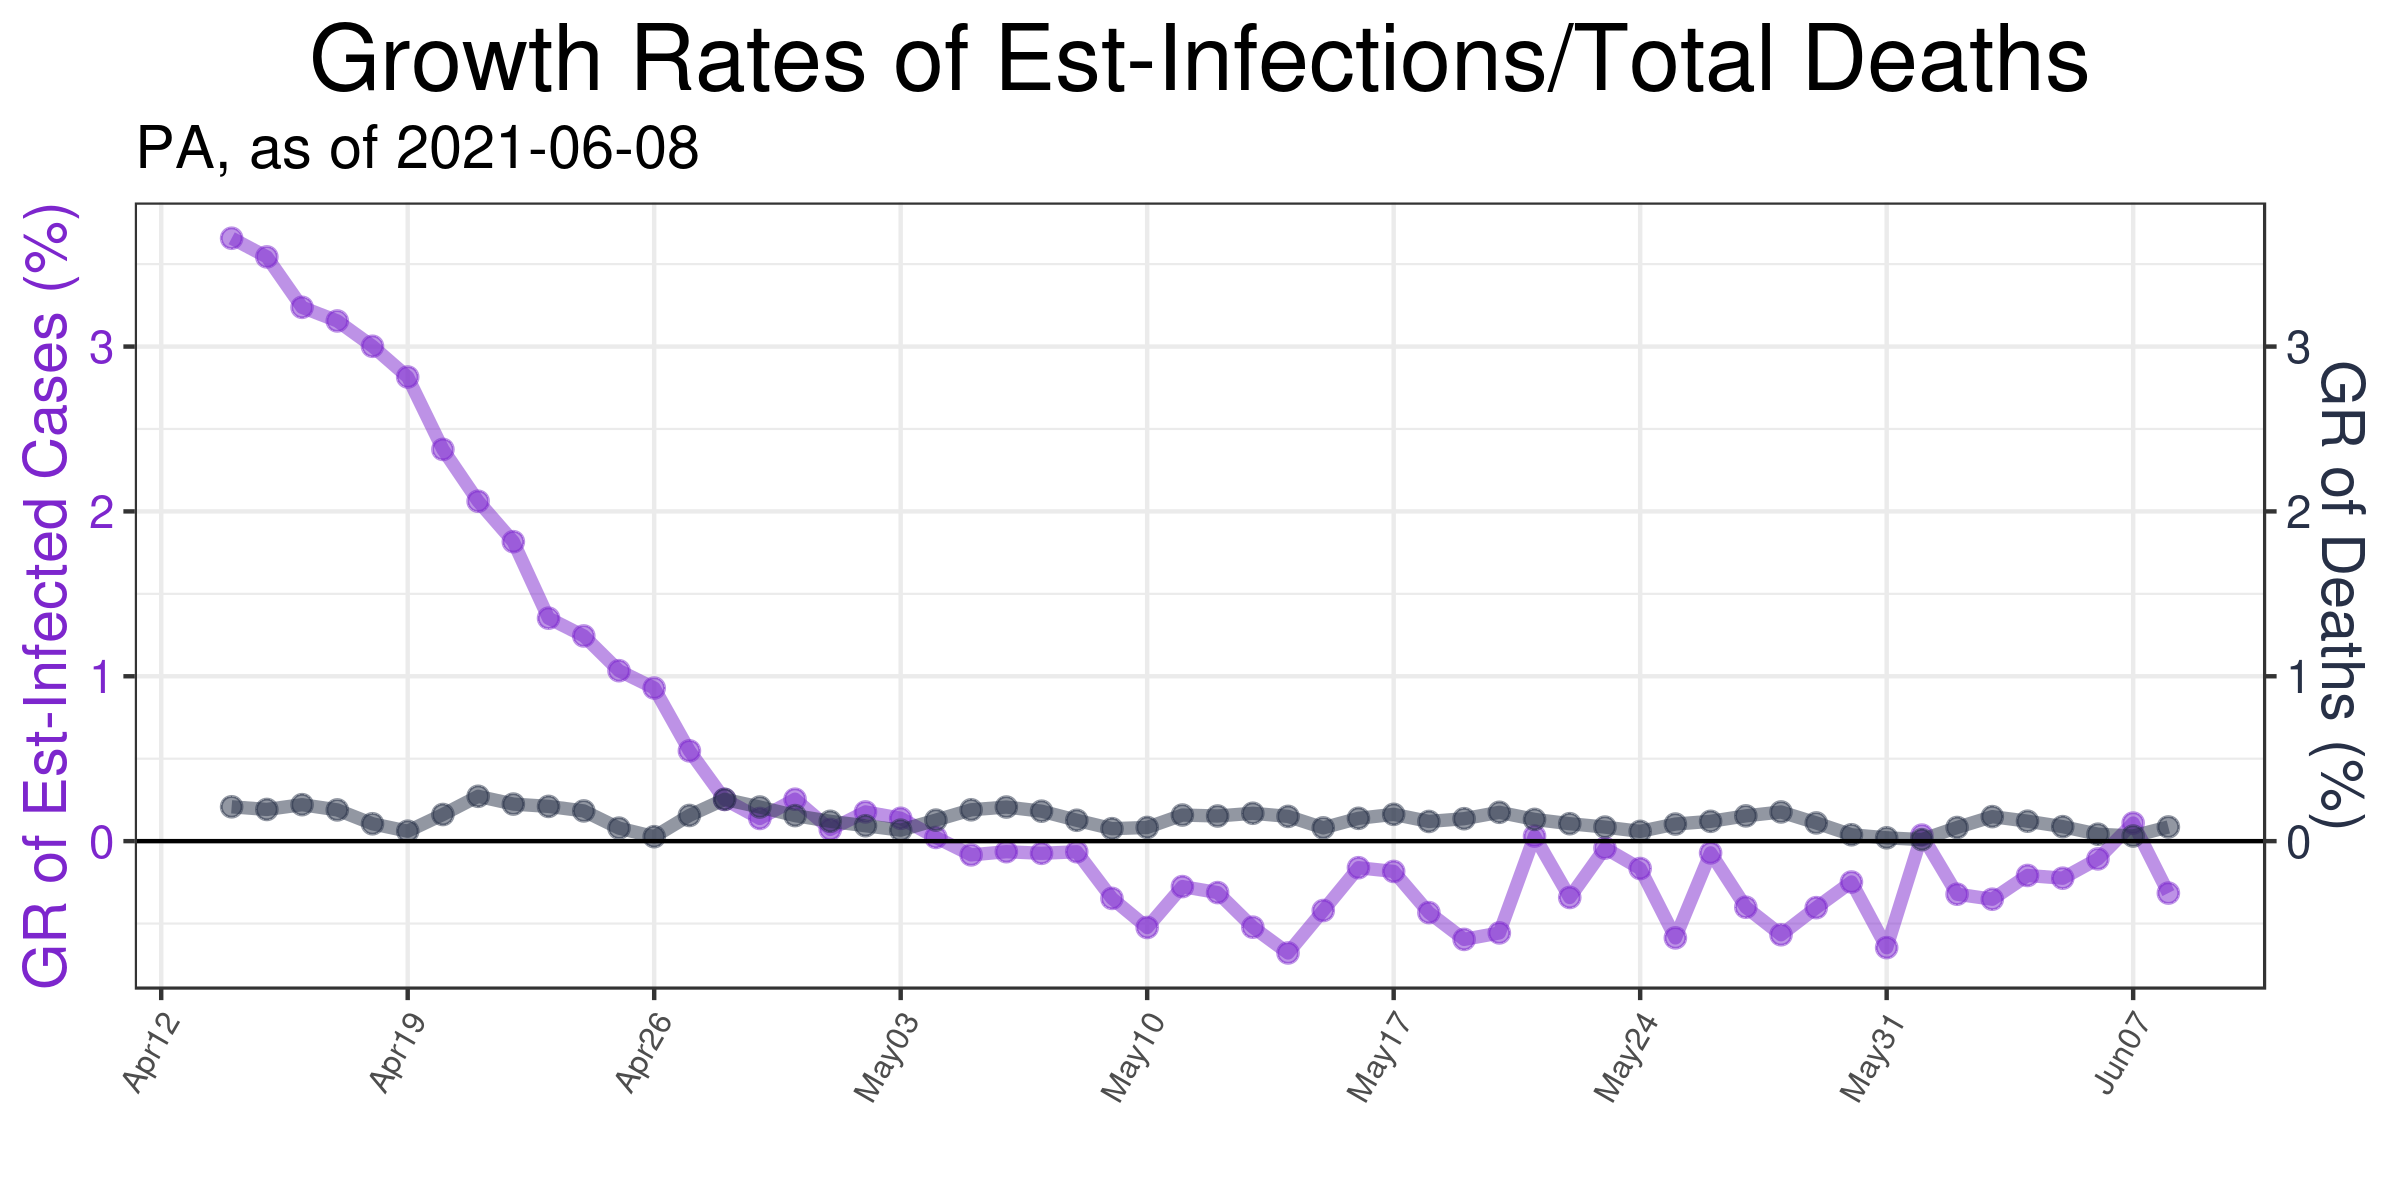 Growth Rates of Est-Infections/Total Deaths
PA, as of 2021-06-08
GR of Est-Infected Cases (%)
3
2
1
0
3
2
1
0
GR of Deaths (%)
Apr12
Apr19
Apr26
May03
May10
May17
May24
May31
Jun07